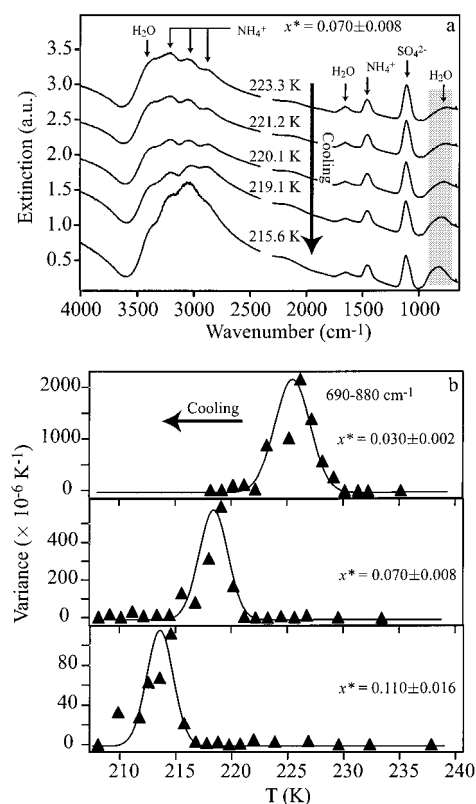 a
x* = 0.070±0.008
H₂O
NH₄⁺
SO₄²⁻
H₂O
NH₄⁺
H₂O
3.5
3.0
2.5
2.0
1.5
1.0
0.5
Extinction (a.u.)
223.3 K
221.2 K
220.1 K
219.1 K
215.6 K
Cooling
4000 3500 3000 2500 2000 1500 1000
Wavenumber (cm⁻¹)
b
690-880 cm⁻¹
Cooling
x* = 0.030±0.002
2000
1000
0
x* = 0.070±0.008
400
200
0
x* = 0.110±0.016
80
40
0
Variance (× 10⁻⁶ K⁻¹)
210 215 220 225 230 235 240
T (K)